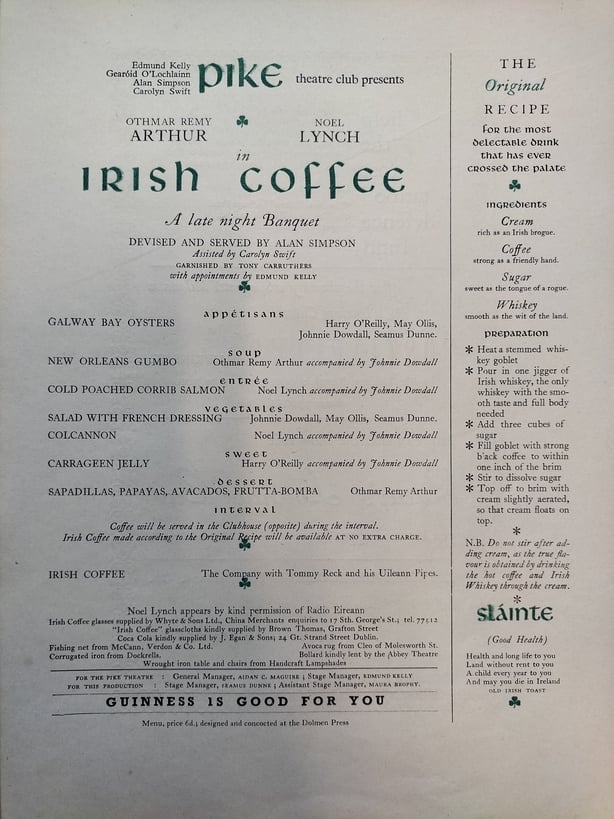 Edmund Kelly
Gearóid O'Lochlainn
Alan Simpson
Carolyn Swift
pike
theatre club presents
OTHMAR REMY
ARTHUR
NOEL
LYNCH
in
IRISH COFFEE
A late night Banquet
DEVISED AND SERVED BY ALAN SIMPSON
Assisted by Carolyn Swift
GARNISHED BY TONY CARRUTHERS
with appointments by EDMUND KELLY
appétisans
GALWAY BAY OYSTERS Harry O'Reilly, May Ollis,
Johnnie Dowdall, Seamus Dunne.
soup
NEW ORLEANS GUMBO Othmar Remy Arthur accompanied by Johnnie Dowdall
entrée
COLD POACHED CORRIB SALMON Noel Lynch accompanied by Johnnie Dowdall
vegetables
SALAD WITH FRENCH DRESSING Johnnie Dowdall, May Ollis, Seamus Dunne.
COLCANNON Noel Lynch accompanied by Johnnie Dowdall
sweet
CARRAGEEN JELLY Harry O'Reilly accompanied by Johnnie Dowdall
dessert
SAPADILLAS, PAPAYAS, AVACADOS, FRUTTA-BOMBA Othmar Remy Arthur
interval
Coffee will be served in the Clubhouse (opposite) during the interval.
Irish Coffee made according to the Original Recipe will be available AT NO EXTRA CHARGE.
IRISH COFFEE The Company with Tommy Reck and his Uileann Pipes.
Noel Lynch appears by kind permission of Radio Eireann
Irish Coffee glasses supplied by Whyte & Sons Ltd., China Merchants enquiries to 17 Sth. George's St.; tel. 77512
"Irish Coffee" glasscloths kindly supplied by Brown Thomas, Grafton Street
Coca Cola kindly supplied by J. Egan & Sons; 24 Gt. Strand Street Dublin.
Fishing net from McCann, Verdon & Co. Ltd. Avoca rug from Cleo of Molesworth St.
Corrugated iron from Dockrells. Bollard kindly lent by the Abbey Theatre
Wrought iron table and chairs from Handcraft Lampshades
FOR THE PIKE THEATRE : General Manager, AIDAN C. MAGUIRE ; Stage Manager, EDMUND KELLY
FOR THIS PRODUCTION : Stage Manager, SEAMUS DUNNE ; Assistant Stage Manager, MAURA BROPHY.
GUINNESS IS GOOD FOR YOU
Menu, price 6d.; designed and concocted at the Dolmen Press
THE
Original
RECIPE
for the most
delectable drink
that has ever
crossed the palate
ingredients
Cream
rich as an Irish brogue.
Coffee
strong as a friendly hand.
Sugar
sweet as the tongue of a rogue.
Whiskey
smooth as the wit of the land.
preparation
* Heat a stemmed whis-
key goblet
* Pour in one jigger of
Irish whiskey, the only
whiskey with the smo-
oth taste and full body
needed
* Add three cubes of
sugar
* Fill goblet with strong
black coffee to within
one inch of the brim
* Stir to dissolve sugar
* Top off to brim with
cream slightly aerated,
so that cream floats on
top.
*
N.B. Do not stir after ad-
ding cream, as the true fla-
vour is obtained by drinking
the hot coffee and Irish
Whiskey through the cream.
*
sláinte
(Good Health)
Health and long life to you
Land without rent to you
A child every year to you
And may you die in Ireland
OLD IRISH TOAST